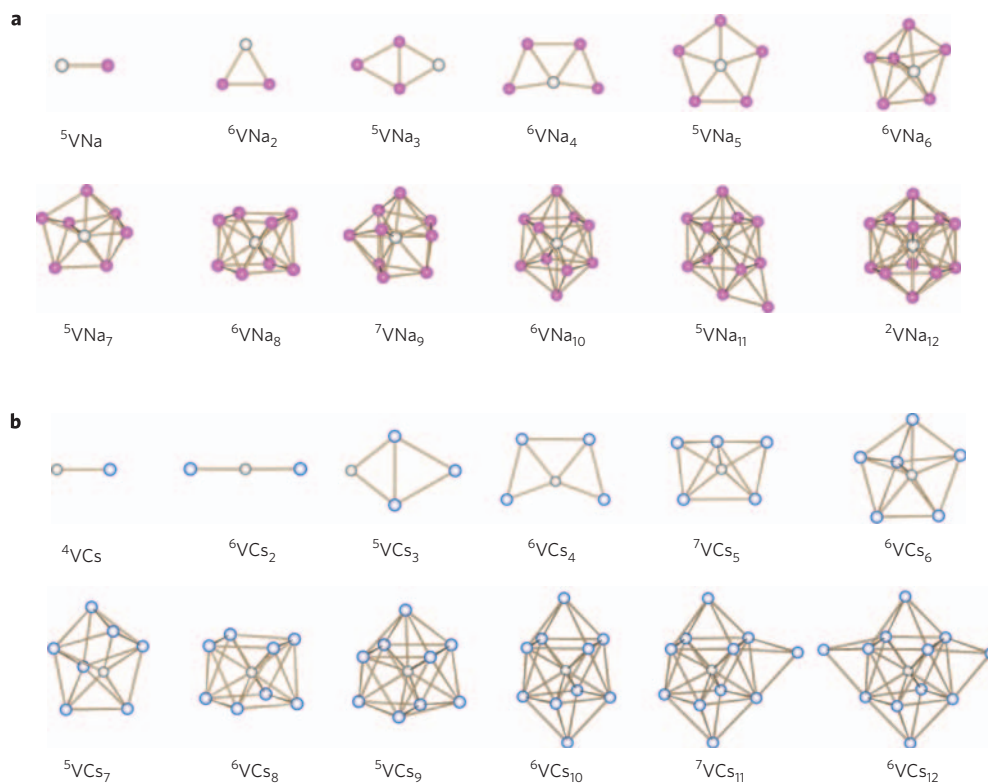 a
⁵VNa ⁶VNa₂ ⁵VNa₃ ⁶VNa₄ ⁵VNa₅ ⁶VNa₆
⁵VNa₇ ⁶VNa₈ ⁷VNa₉ ⁶VNa₁₀ ⁵VNa₁₁ ²VNa₁₂
b
⁴VCs ⁶VCs₂ ⁵VCs₃ ⁶VCs₄ ⁷VCs₅ ⁶VCs₆
⁵VCs₇ ⁶VCs₈ ⁵VCs₉ ⁶VCs₁₀ ⁷VCs₁₁ ⁶VCs₁₂